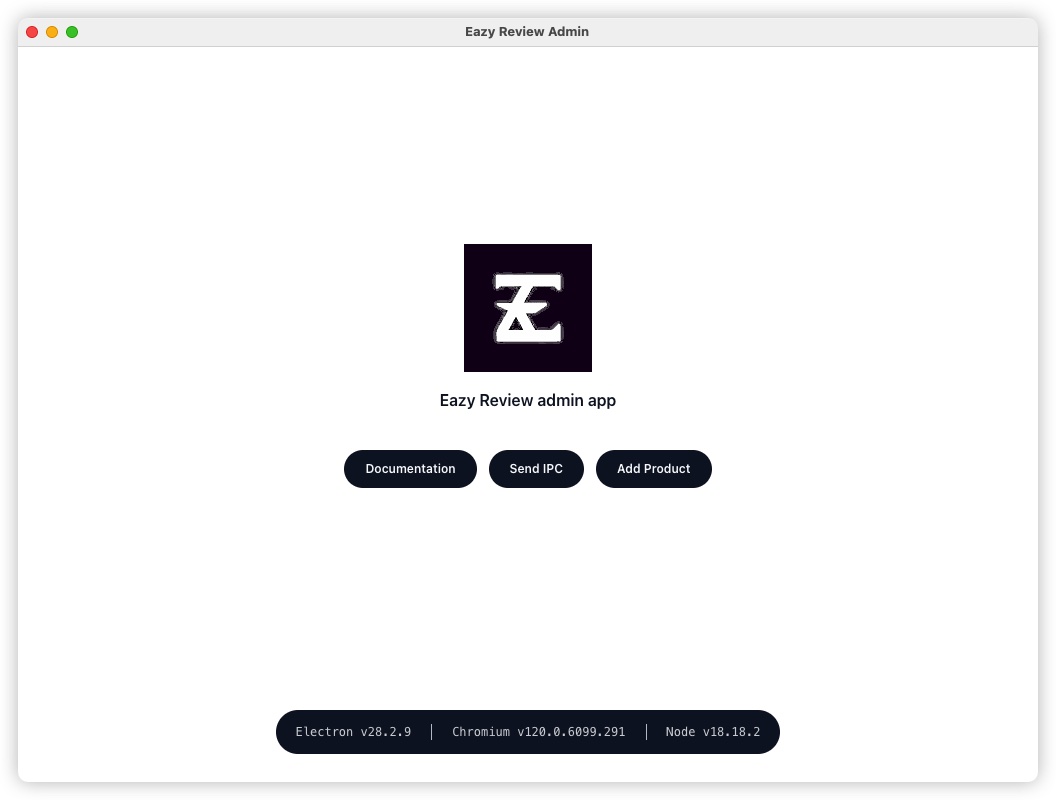 Eazy Review Admin
Eazy Review admin app
Documentation Send IPC Add Product
Electron v28.2.9 Chromium v120.0.6099.291 Node v18.18.2